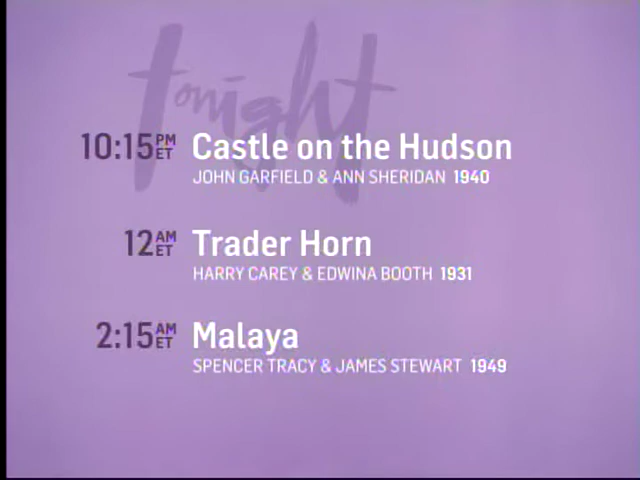 tonight
10:15 PM ET Castle on the Hudson
JOHN GARFIELD & ANN SHERIDAN 1940
12 AM ET Trader Horn
HARRY CAREY & EDWINA BOOTH 1931
2:15 AM ET Malaya
SPENCER TRACY & JAMES STEWART 1949